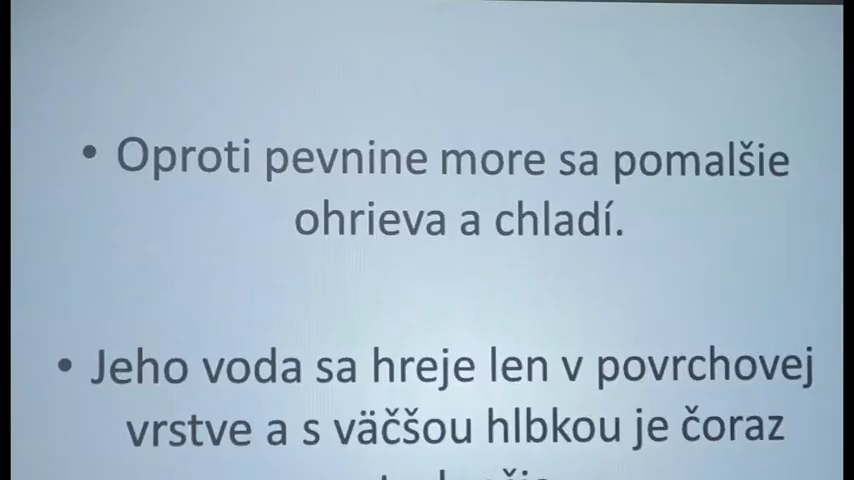 • Oproti pevnine more sa pomalšie
ohrieva a chladí.
• Jeho voda sa hreje len v povrchovej
vrstve a s väčšou hlbkou je čoraz